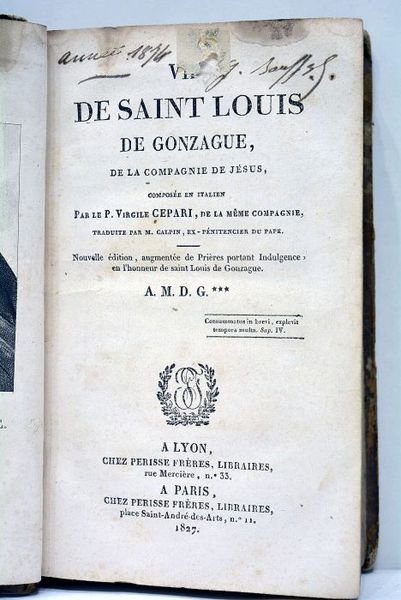 année 1874
VI
DE SAINT LOUIS
DE GONZAGUE,
DE LA COMPAGNIE DE JÉSUS,
COMPOSÉE EN ITALIEN
PAR LE P. VIRGILE CEPARI, DE LA MÊME COMPAGNIE,
TRADUITE PAR M. CALPIN, EX-PÉNITENCIER DU PAPE.
Nouvelle édition, augmentée de Prières portant Indulgence,
en l'honneur de saint Louis de Gonzague.
A. M. D. G. ***
Consummatus in brevi, explevit
tempora multa. Sap. IV.
A LYON,
CHEZ PERISSE FRÈRES, LIBRAIRES,
rue Mercière, n.º 33.
A PARIS,
CHEZ PERISSE FRÈRES, LIBRAIRES,
place Saint-André-des-Arts, n.º 11.
1827.